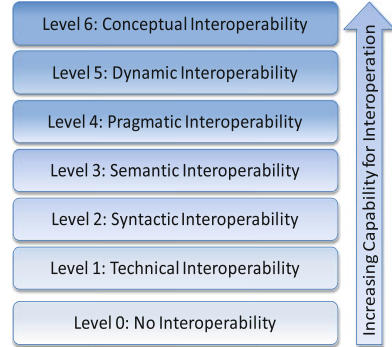 Level 6: Conceptual Interoperability
Level 5: Dynamic Interoperability
Level 4: Pragmatic Interoperability
Level 3: Semantic Interoperability
Level 2: Syntactic Interoperability
Level 1: Technical Interoperability
Level 0: No Interoperability
Increasing Capability for Interoperation